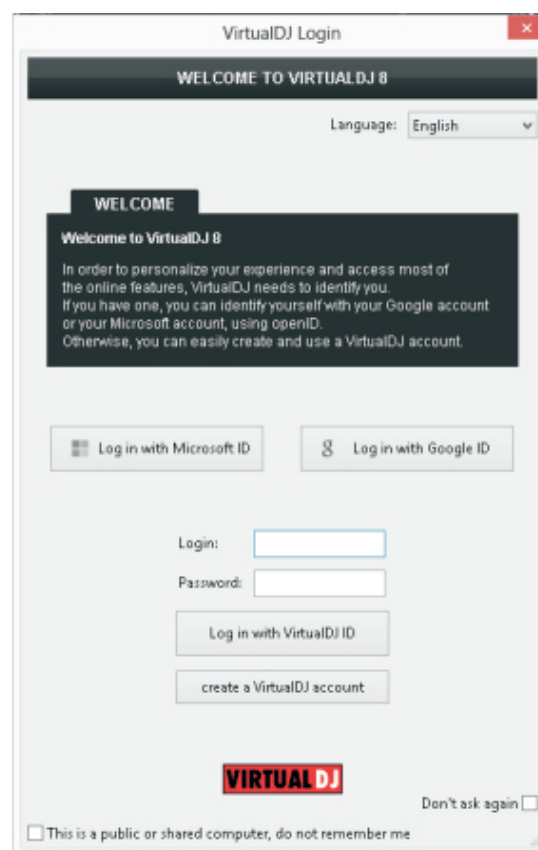 VirtualDJ Login
WELCOME TO VIRTUALDJ 8
Language: English
WELCOME
Welcome to VirtualDJ 8
In order to personalize your experience and access most of
the online features, VirtualDJ needs to identify you.
If you have one, you can identify yourself with your Google account
or your Microsoft account, using openID.
Otherwise, you can easily create and use a VirtualDJ account.
Log in with Microsoft ID
g Log in with Google ID
Login:
Password:
Log in with VirtualDJ ID
create a VirtualDJ account
VIRTUAL DJ
Don't ask again
This is a public or shared computer, do not remember me